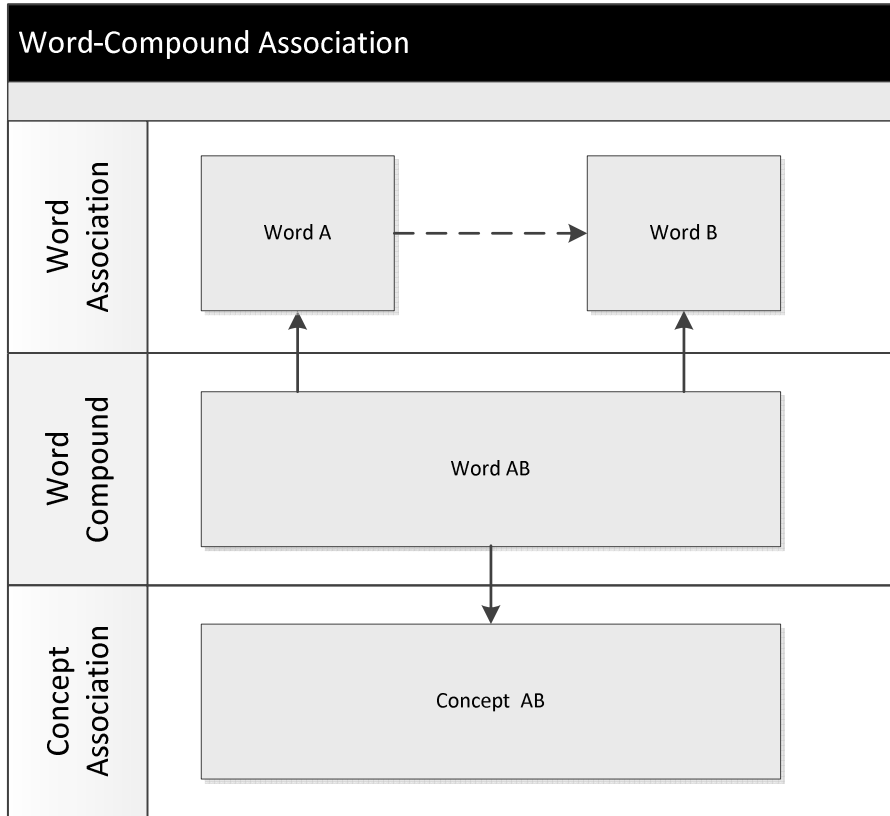 Word-Compound Association
Word
Association
Word A
Word B
Word
Compound
Word AB
Concept
Association
Concept AB